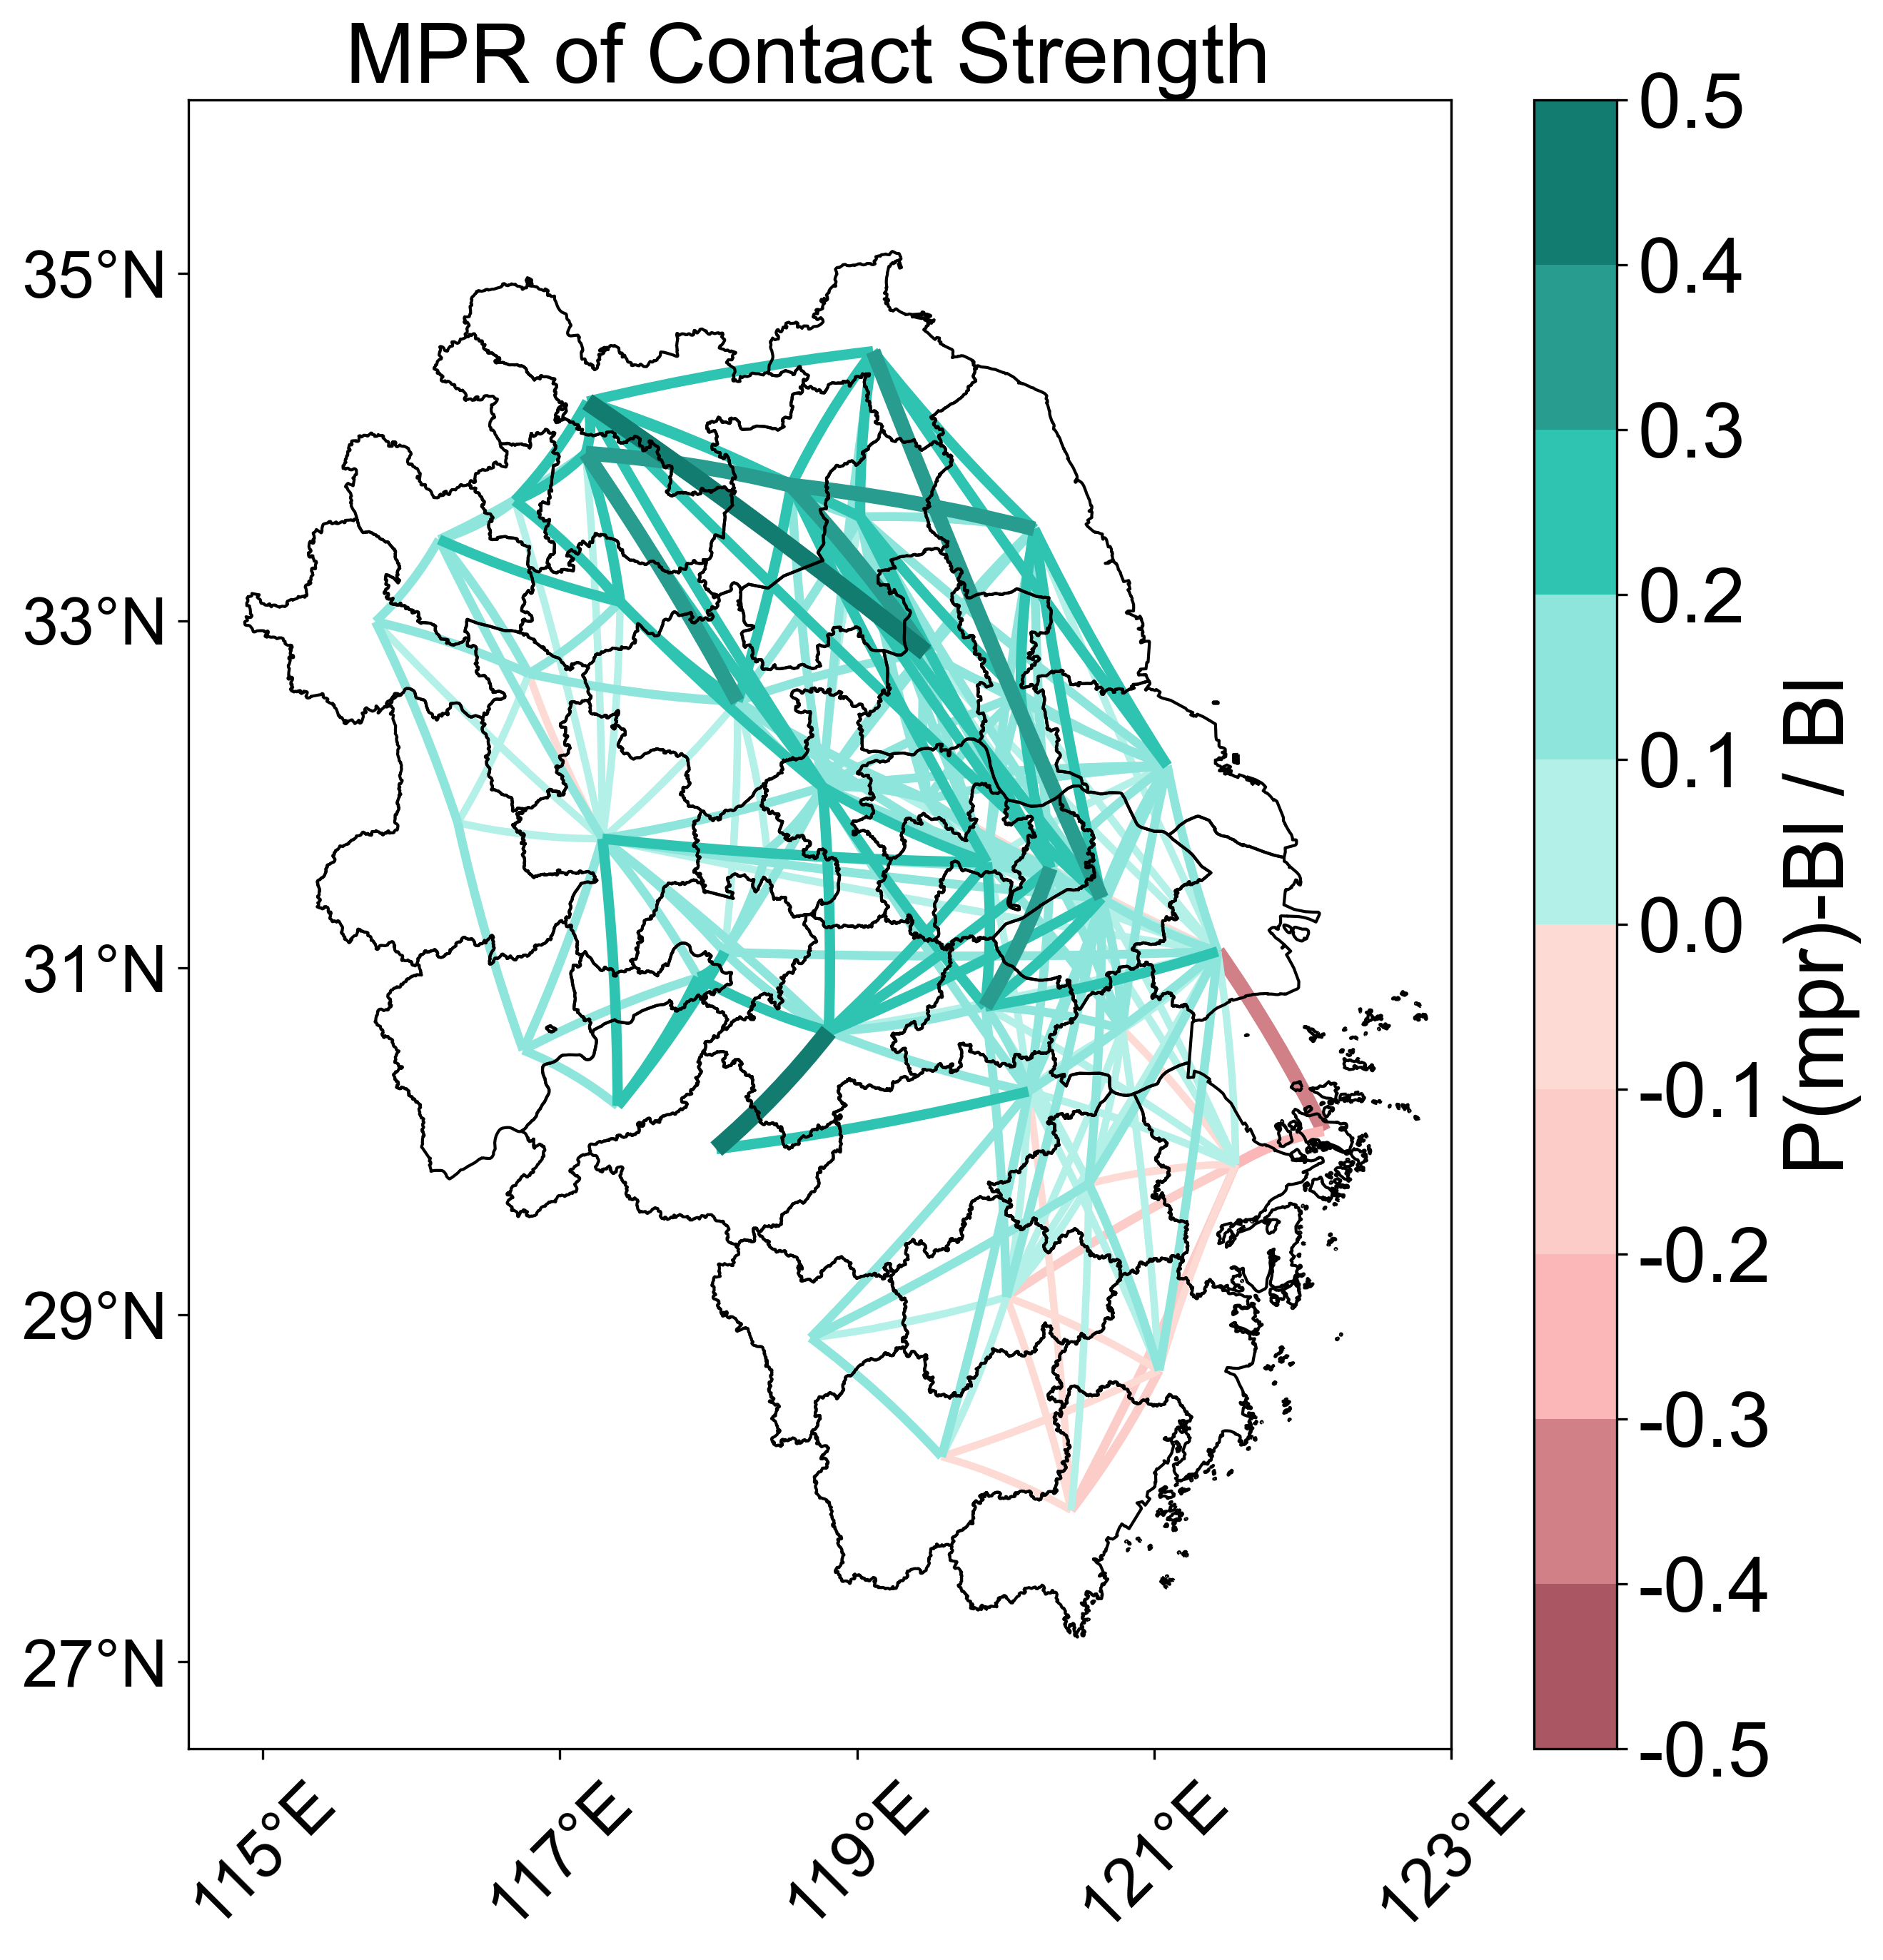 MPR of Contact Strength
35°N
33°N
31°N
29°N
27°N
115°E
117°E
119°E
121°E
123°E
0.5
0.4
0.3
0.2
0.1
0.0
-0.1
-0.2
-0.3
-0.4
-0.5
P(mpr)-BI / BI